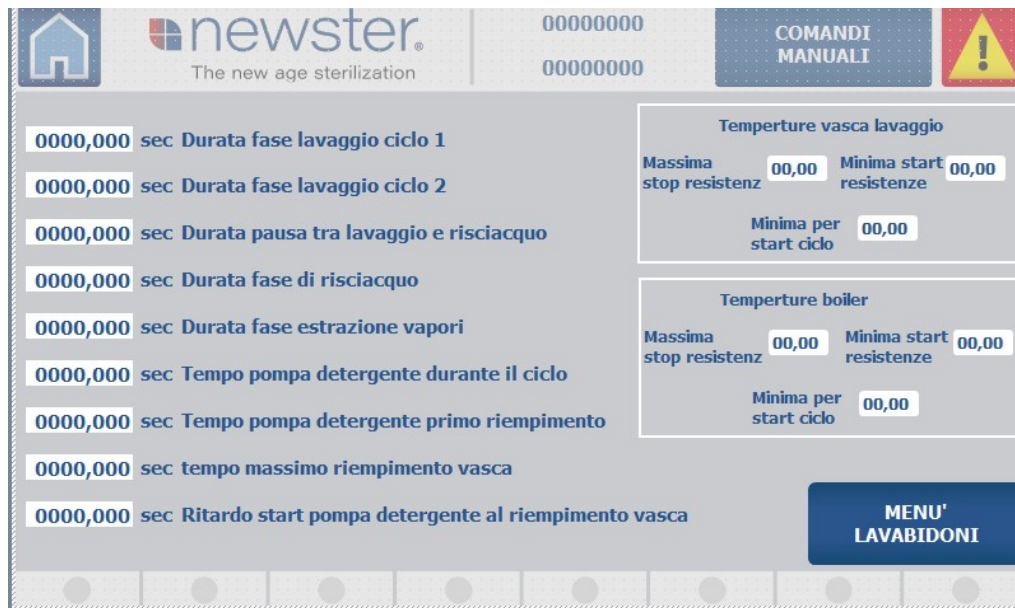 newster®
The new age sterilization
00000000
00000000
COMANDI
MANUALI
0000,000 sec Durata fase lavaggio ciclo 1
0000,000 sec Durata fase lavaggio ciclo 2
0000,000 sec Durata pausa tra lavaggio e risciacquo
0000,000 sec Durata fase di risciacquo
0000,000 sec Durata fase estrazione vapori
0000,000 sec Tempo pompa detergente durante il ciclo
0000,000 sec Tempo pompa detergente primo riempimento
0000,000 sec tempo massimo riempimento vasca
0000,000 sec Ritardo start pompa detergente al riempimento vasca
Temperture vasca lavaggio
Massima
stop resistenz
00,00
Minima start
resistenze
00,00
Minima per
start ciclo
00,00
Temperture boiler
Massima
stop resistenz
00,00
Minima start
resistenze
00,00
Minima per
start ciclo
00,00
MENU'
LAVABIDONI